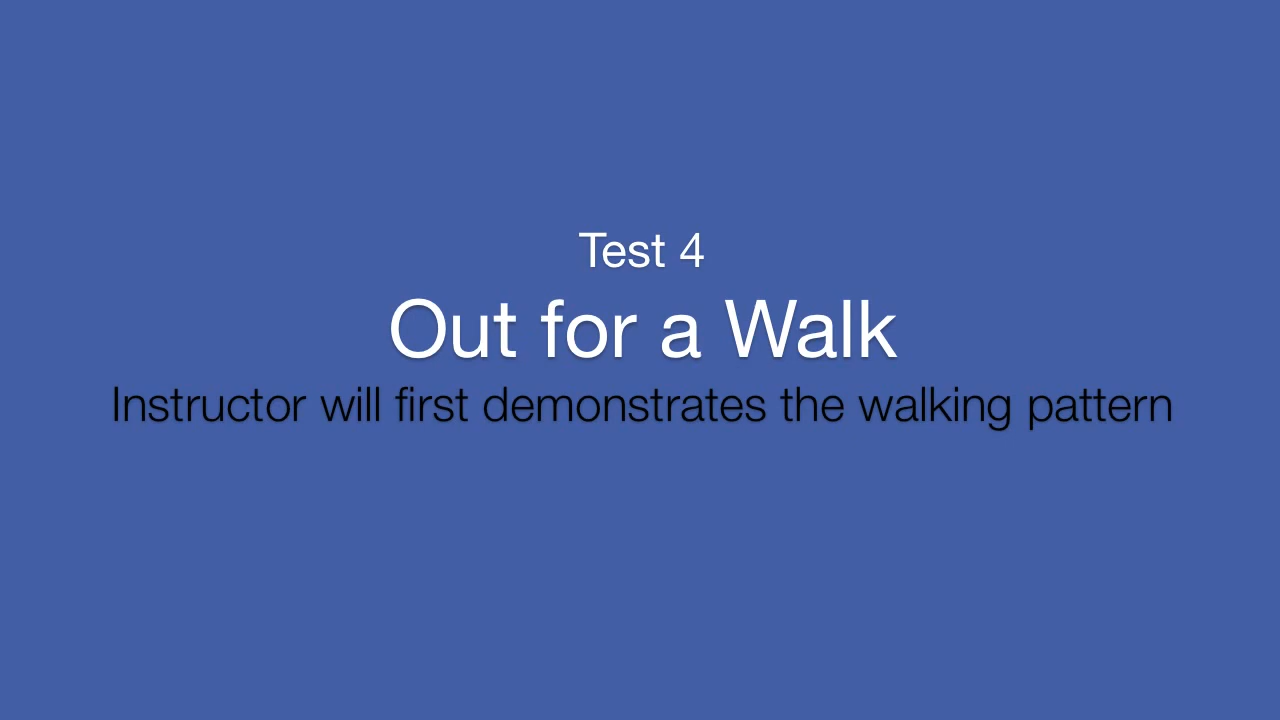 Test 4
Out for a Walk
Instructor will first demonstrates the walking pattern